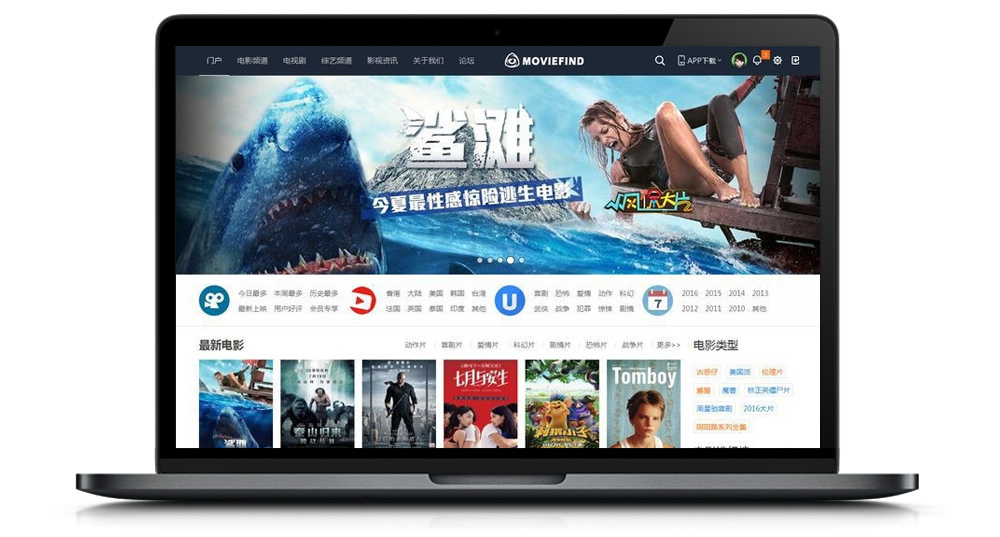 门户 电影频道 电视剧 综艺频道 影视资讯 关于我们 论坛 MOVIEFIND APP下载
鲨滩
今夏最性感惊险逃生电影
今日最多 本周最多 历史最多 香港 大陆 美国 韩国 台湾 喜剧 恐怖 爱情 动作 科幻 2016 2015 2014 2013
最新上映 用户好评 会员专享 法国 英国 泰国 印度 其他 武侠 战争 犯罪 惊悚 剧情 7 2012 2011 2010 其他
最新电影 动作片 喜剧片 爱情片 科幻片 剧情片 恐怖片 战争片 更多>> 电影类型
古惑仔 美国派 伦理片
魔兽 林正英僵尸片
周星驰喜剧 2016大片
阴阳路系列全集
鲨滩
泰山归来
七月与安生
Tomboy